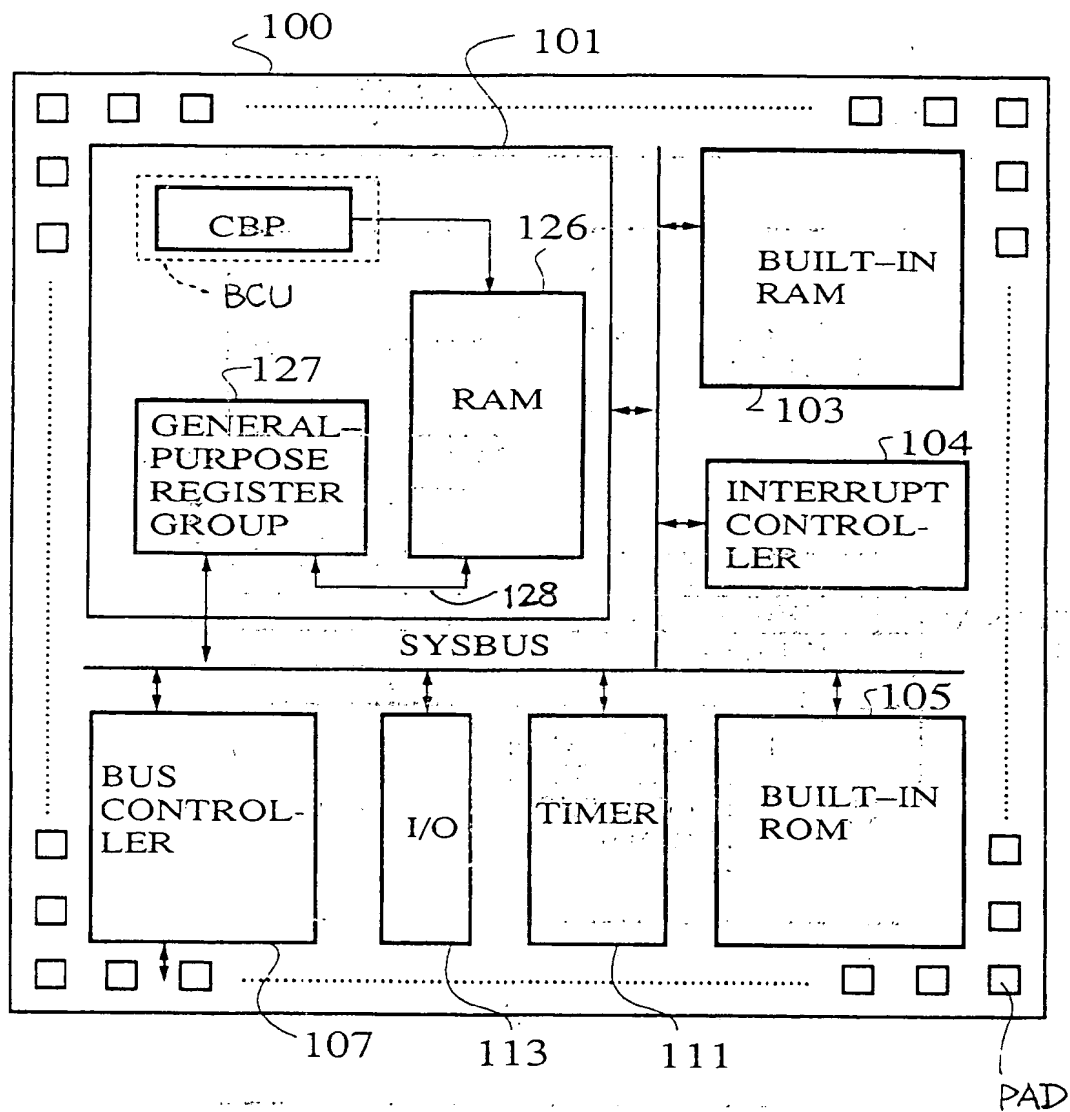 100
101
CBP
BCU
126
RAM
127
GENERAL–
PURPOSE
REGISTER
GROUP
128
BUILT–IN
RAM
103
104
INTERRUPT
CONTROL-
LER
SYSBUS
BUS
CONTROL-
LER
I/O
TIMER
105
BUILT–IN
ROM
107
113
111
PAD